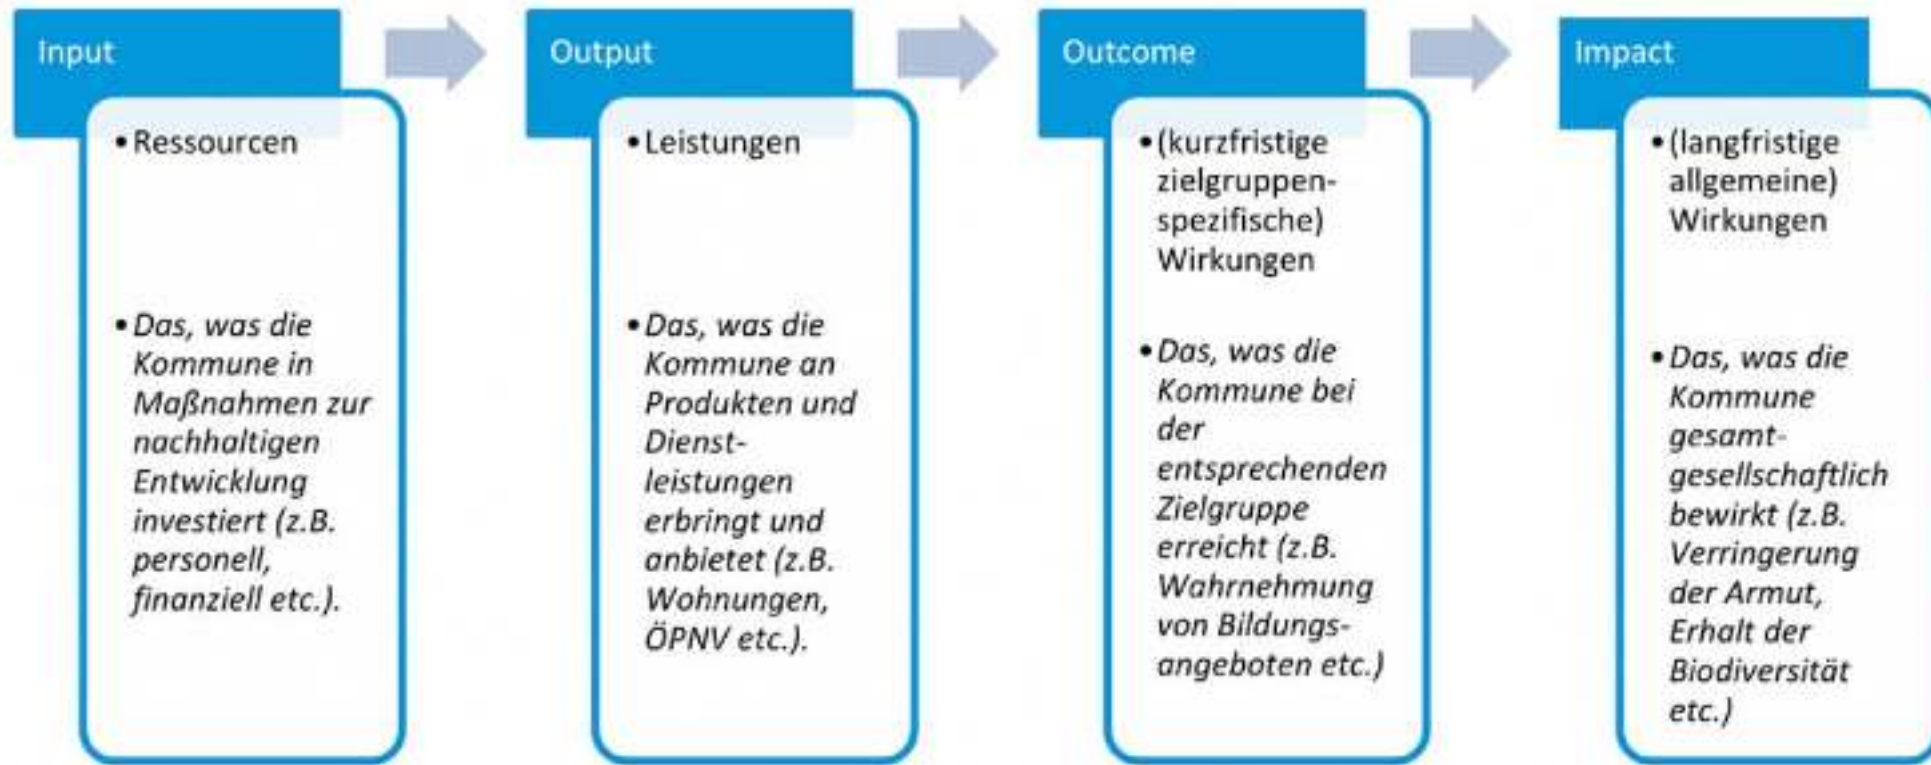 Input
• Ressourcen
• Das, was die
Kommune in
Maßnahmen zur
nachhaltigen
Entwicklung
investiert (z.B.
personell,
finanziell etc.).
Output
• Leistungen
• Das, was die
Kommune an
Produkten und
Dienst-
leistungen
erbringt und
anbietet (z.B.
Wohnungen,
ÖPNV etc.).
Outcome
• (kurzfristige
zielgruppen-
spezifische)
Wirkungen
• Das, was die
Kommune bei
der
entsprechenden
Zielgruppe
erreicht (z.B.
Wahrnehmung
von Bildungs-
angeboten etc.)
Impact
• (langfristige
allgemeine)
Wirkungen
• Das, was die
Kommune
gesamt-
gesellschaftlich
bewirkt (z.B.
Verringerung
der Armut,
Erhalt der
Biodiversität
etc.)